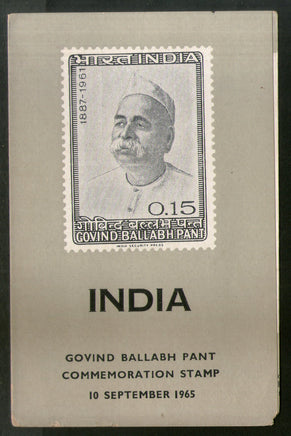 भारत INDIA
1887-1961
0.15
गोविन्द बल्लभ पन्त
GOVIND BALLABH PANT
INDIA SECURITY PRESS
INDIA
GOVIND BALLABH PANT
COMMEMORATION STAMP
10 SEPTEMBER 1965